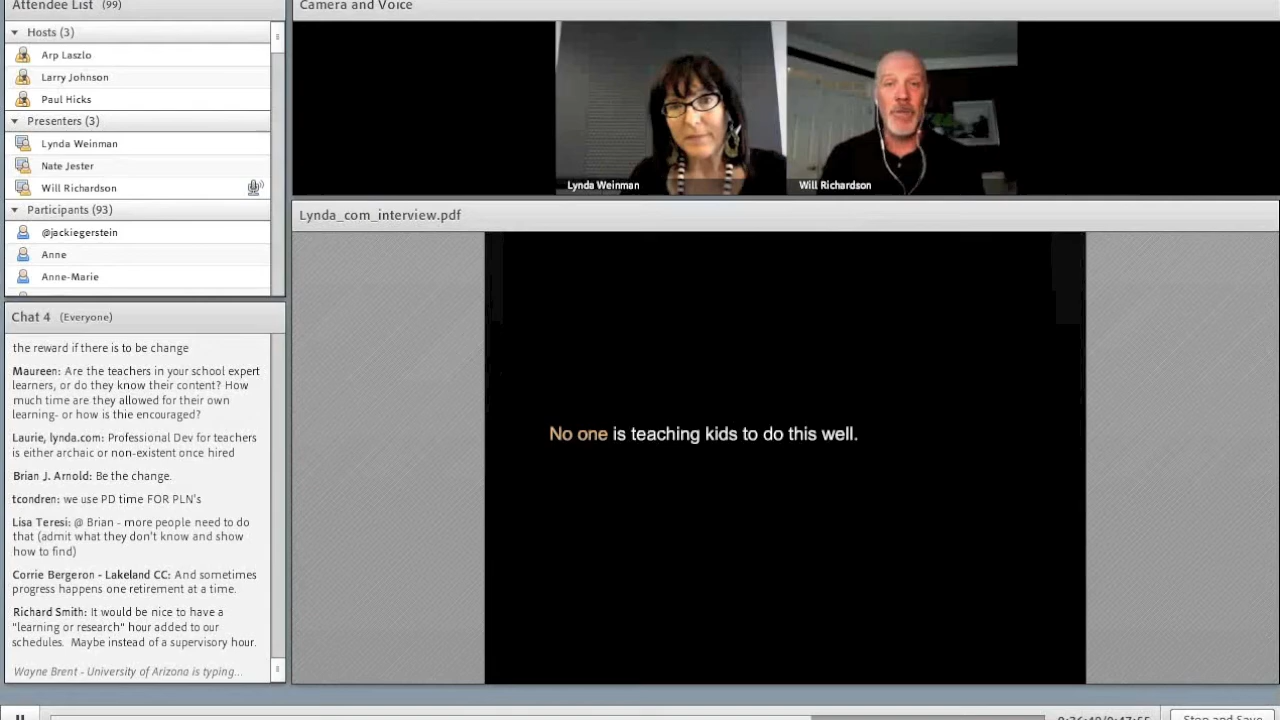 Attendee List (99)
Hosts (3)
Arp Laszlo
Larry Johnson
Paul Hicks
Presenters (3)
Lynda Weinman
Nate Jester
Will Richardson
Participants (93)
@jackiegerstein
Anne
Anne-Marie
Chat 4 (Everyone)
the reward if there is to be change
Maureen: Are the teachers in your school expert
learners, or do they know their content? How
much time are they allowed for their own
learning- or how is thie encouraged?
Laurie, lynda.com: Professional Dev for teachers
is either archaic or non-existent once hired
Brian J. Arnold: Be the change.
tcondren: we use PD time FOR PLN's
Lisa Teresi: @ Brian - more people need to do
that (admit what they don't know and show
how to find)
Corrie Bergeron - Lakeland CC: And sometimes
progress happens one retirement at a time.
Richard Smith: It would be nice to have a
"learning or research" hour added to our
schedules. Maybe instead of a supervisory hour.
Wayne Brent - University of Arizona is typing...
Camera and Voice
Lynda Weinman
Will Richardson
Lynda_com_interview.pdf
No one is teaching kids to do this well.
Stop and Save